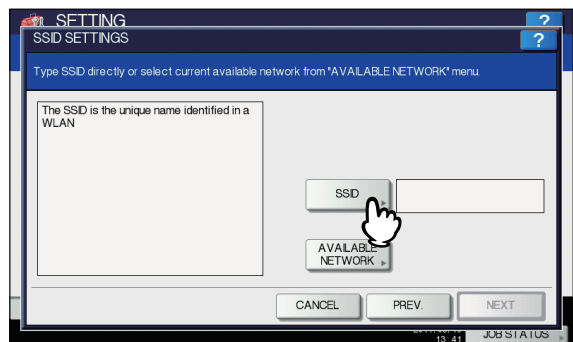 SETTING
?
SSID SETTINGS
?
Type SSID directly or select current available network from "AVAILABLE NETWORK" menu.
The SSID is the unique name identified in a
WLAN
SSID
AVAILABLE
NETWORK
CANCEL
PREV.
NEXT
13: 41
JOB STATUS